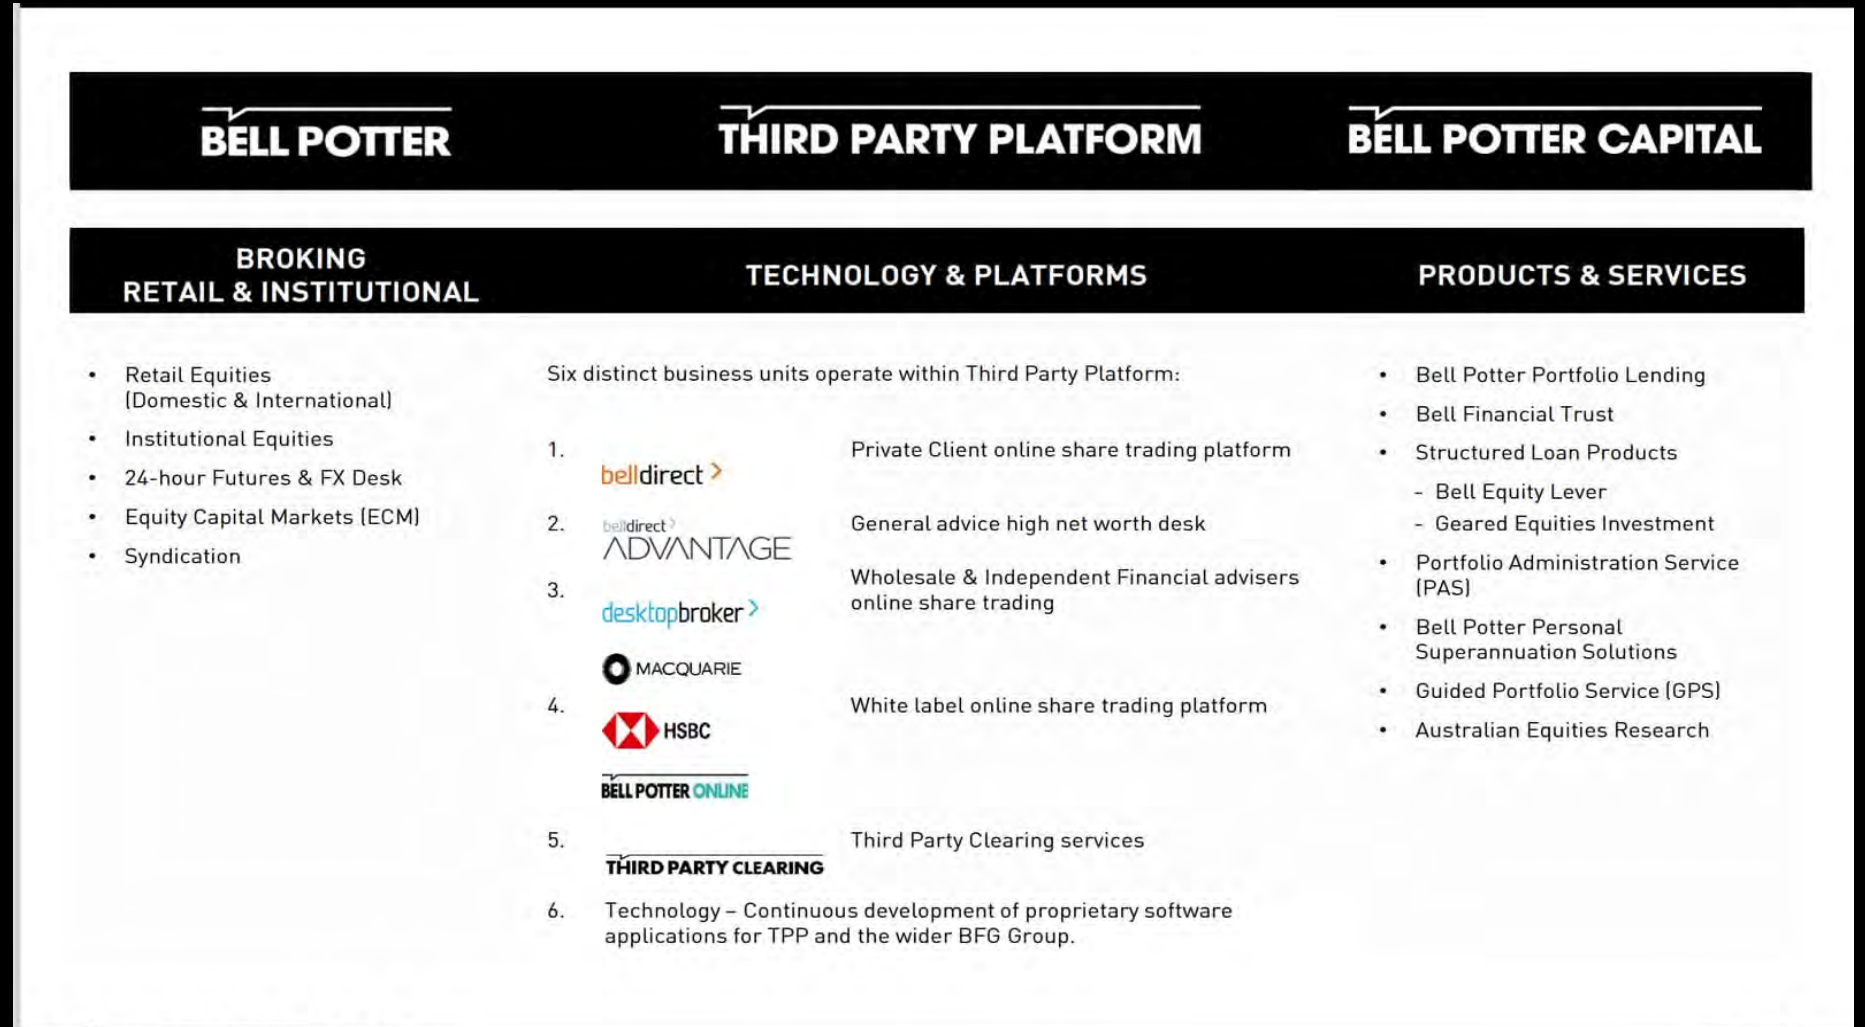 BELL POTTER
THIRD PARTY PLATFORM
BELL POTTER CAPITAL
BROKING
RETAIL & INSTITUTIONAL
TECHNOLOGY & PLATFORMS
PRODUCTS & SERVICES
• Retail Equities
(Domestic & International)
• Institutional Equities
• 24-hour Futures & FX Desk
• Equity Capital Markets (ECM)
• Syndication
Six distinct business units operate within Third Party Platform:
1. belldirect
Private Client online share trading platform
2. belldirect
ADVANTAGE
General advice high net worth desk
3. desktopbroker
Wholesale & Independent Financial advisers
online share trading
MACQUARIE
4. HSBC
White label online share trading platform
BELL POTTER ONLINE
5. THIRD PARTY CLEARING
Third Party Clearing services
6. Technology – Continuous development of proprietary software
applications for TPP and the wider BFG Group.
• Bell Potter Portfolio Lending
• Bell Financial Trust
• Structured Loan Products
- Bell Equity Lever
- Geared Equities Investment
• Portfolio Administration Service
(PAS)
• Bell Potter Personal
Superannuation Solutions
• Guided Portfolio Service (GPS)
• Australian Equities Research